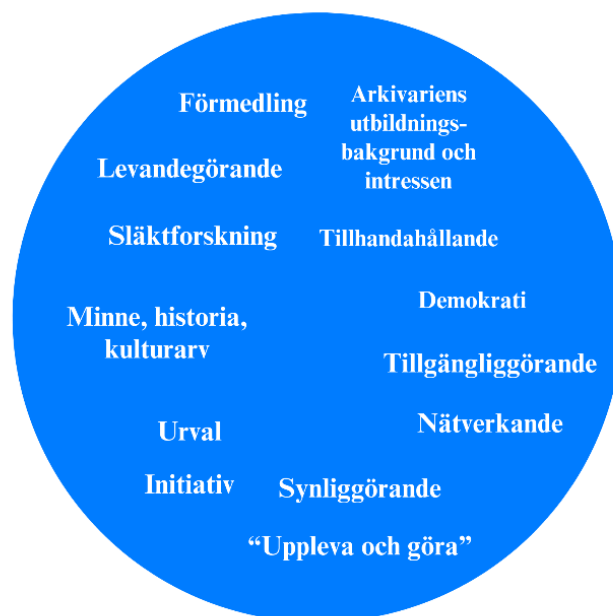 Förmedling
Arkivariens
utbildnings-
bakgrund och
intressen
Levandegörande
Släktforskning
Tillhandahållande
Demokrati
Minne, historia,
kulturarv
Tillgängliggörande
Nätverkande
Urval
Initiativ
Synliggörande
“Uppleva och göra”